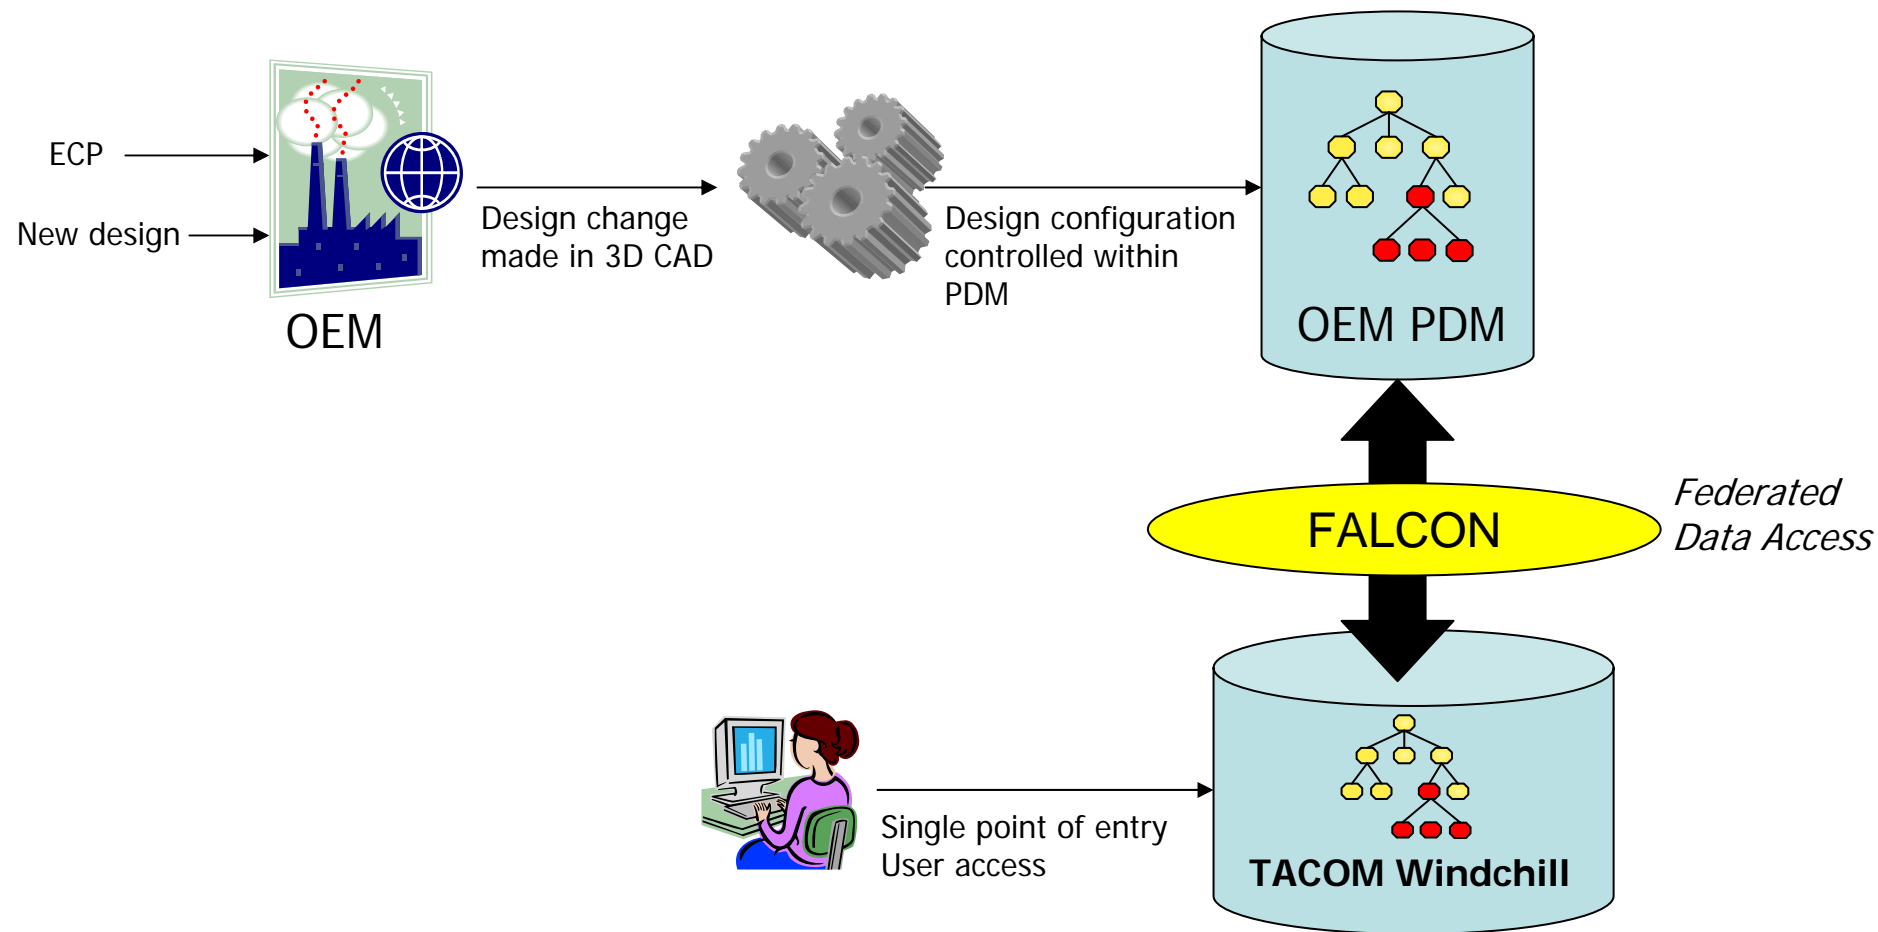 ECP
New design
OEM
Design change
made in 3D CAD
Design configuration
controlled within
PDM
OEM PDM
FALCON
Federated
Data Access
Single point of entry
User access
TACOM Windchill